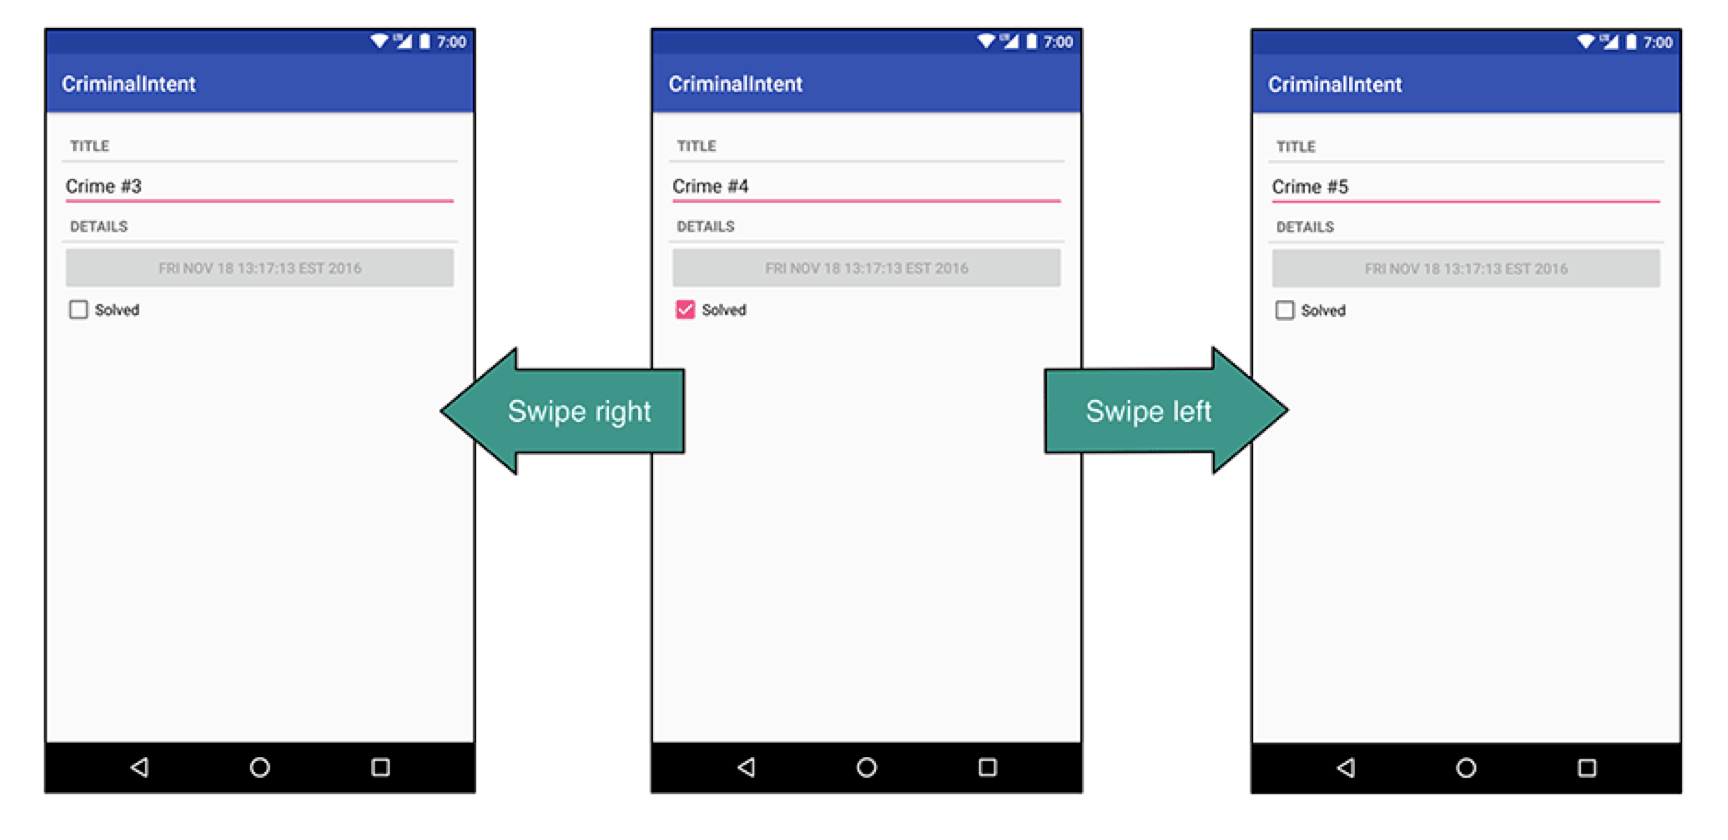 7:00
CriminalIntent
TITLE
Crime #3
DETAILS
FRI NOV 18 13:17:13 EST 2016
Solved
Swipe right
7:00
CriminalIntent
TITLE
Crime #4
DETAILS
FRI NOV 18 13:17:13 EST 2016
Solved
Swipe left
7:00
CriminalIntent
TITLE
Crime #5
DETAILS
FRI NOV 18 13:17:13 EST 2016
Solved